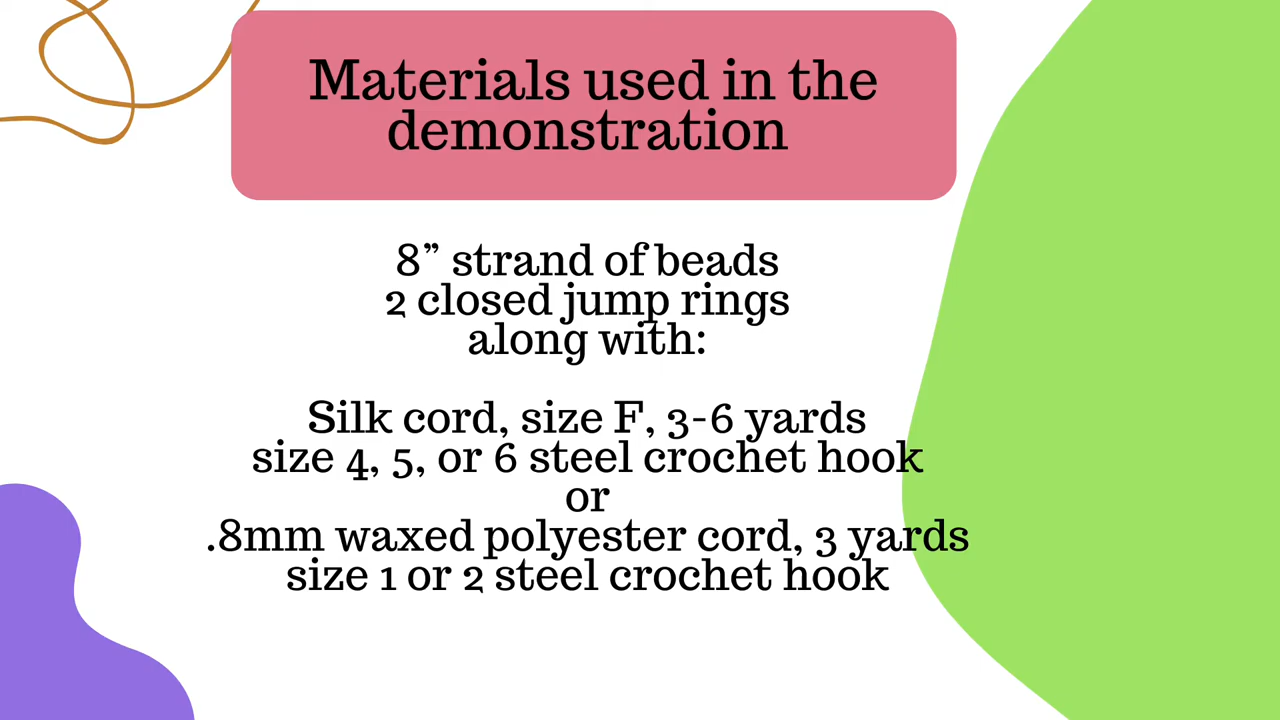 Materials used in the
demonstration
8” strand of beads
2 closed jump rings
along with:
Silk cord, size F, 3-6 yards
size 4, 5, or 6 steel crochet hook
or
.8mm waxed polyester cord, 3 yards
size 1 or 2 steel crochet hook